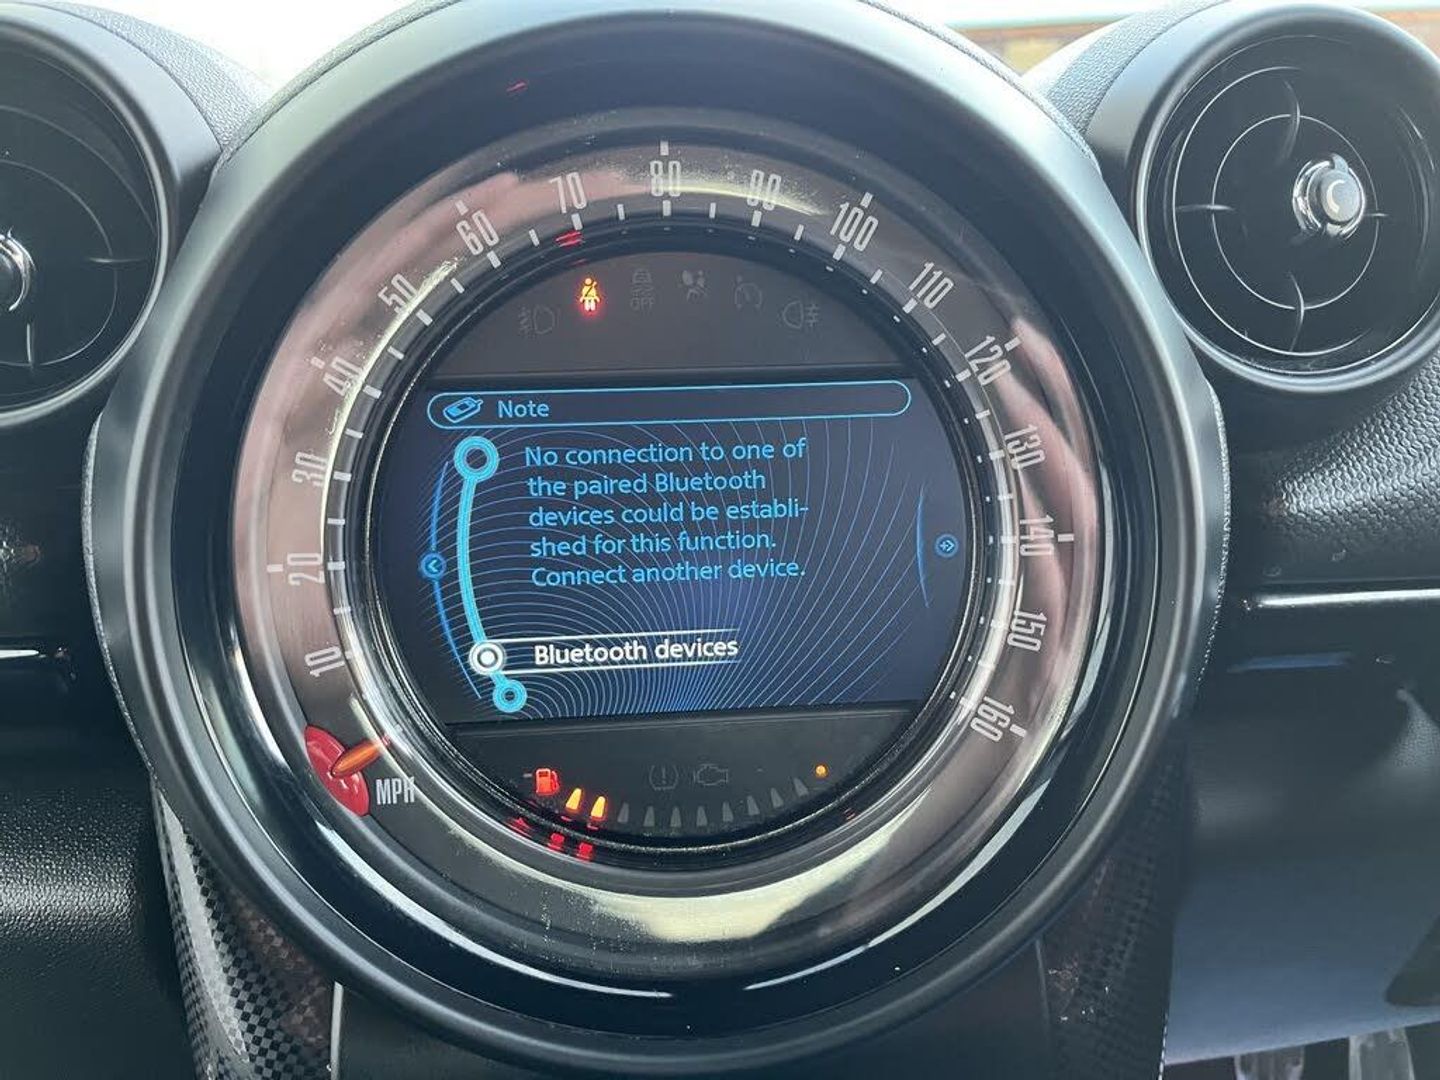 10
20
30
40
50
60
70
80
90
100
110
120
130
140
150
160
MPH
OFF
Note
No connection to one of
the paired Bluetooth
devices could be establi-
shed for this function.
Connect another device.
Bluetooth devices